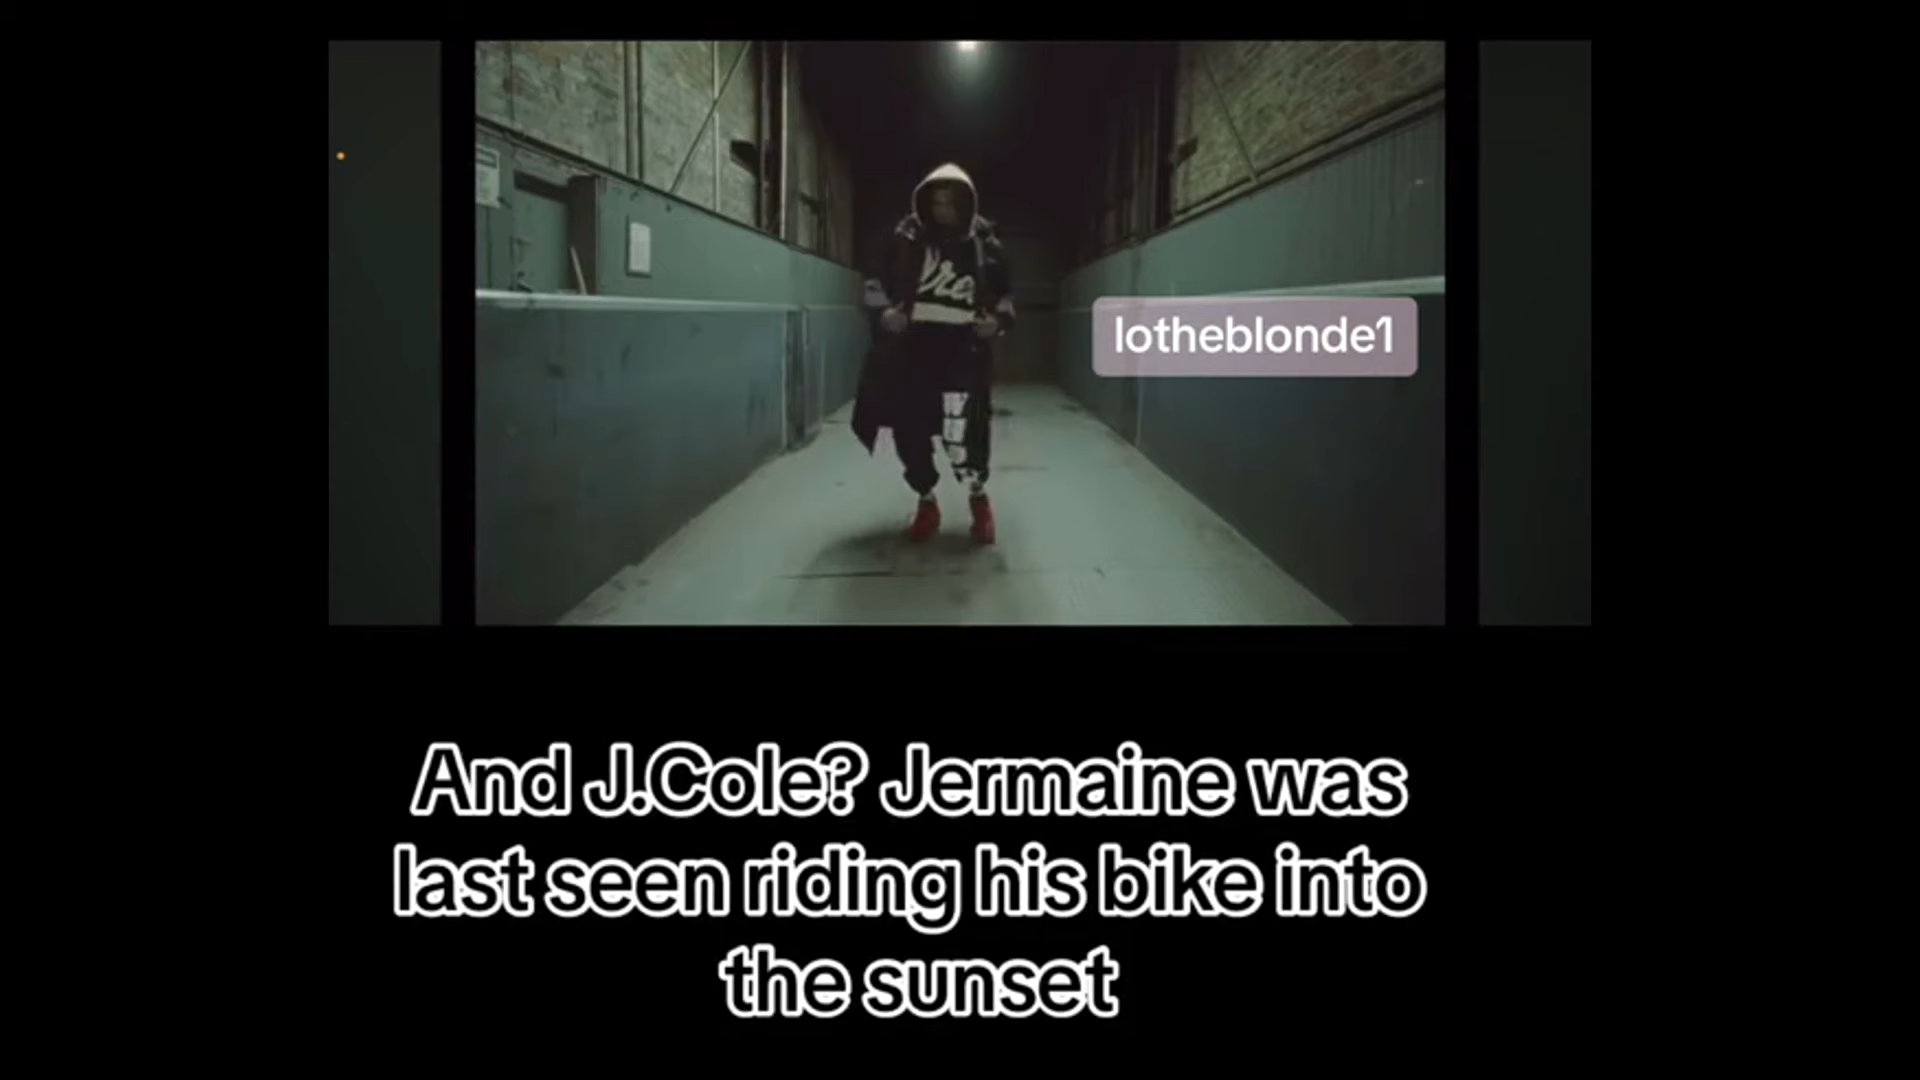 lotheblonde1
And J.Cole? Jermaine was
last seen riding his bike into
the sunset